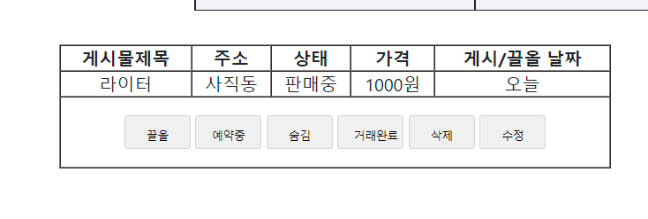 게시물제목 주소 상태 가격 게시/끌올 날짜
라이터 사직동 판매중 1000원 오늘
끌올 예약중 숨김 거래완료 삭제 수정